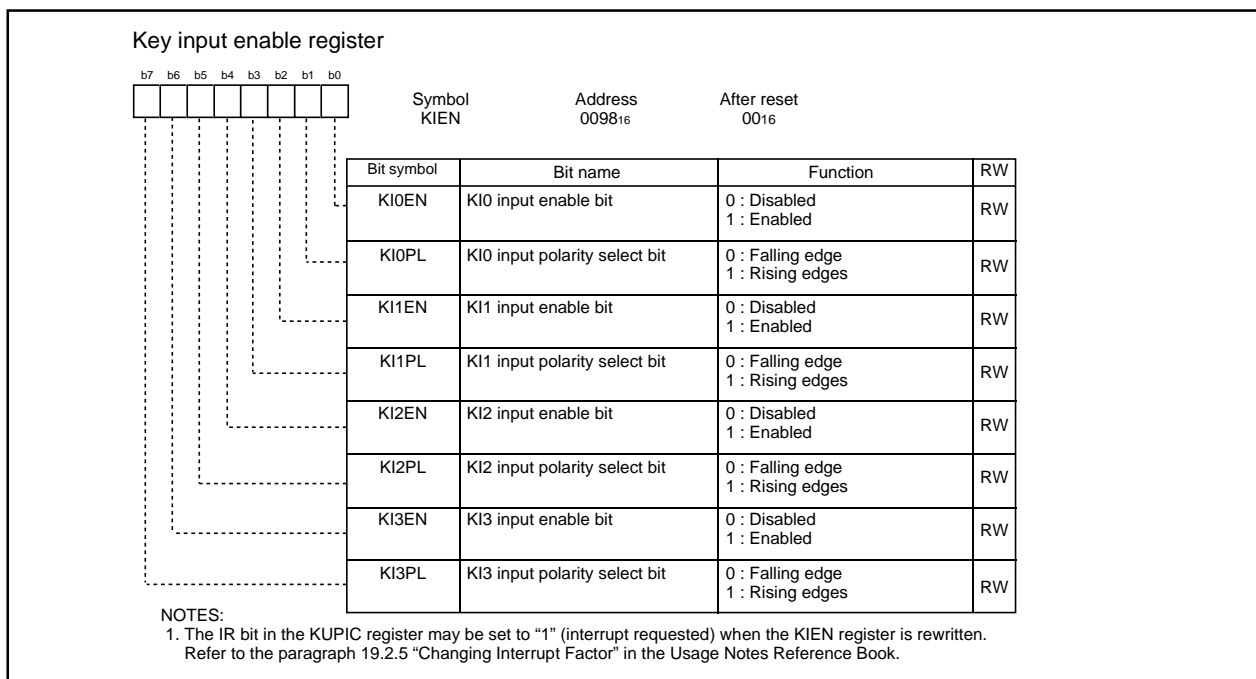 Key input enable register
b7 b6 b5 b4 b3 b2 b1 b0
Symbol Address After reset
KIEN 009816 0016
Bit symbol Bit name Function RW
KI0EN KI0 input enable bit 0 : Disabled RW
1 : Enabled
KI0PL KI0 input polarity select bit 0 : Falling edge RW
1 : Rising edges
KI1EN KI1 input enable bit 0 : Disabled RW
1 : Enabled
KI1PL KI1 input polarity select bit 0 : Falling edge RW
1 : Rising edges
KI2EN KI2 input enable bit 0 : Disabled RW
1 : Enabled
KI2PL KI2 input polarity select bit 0 : Falling edge RW
1 : Rising edges
KI3EN KI3 input enable bit 0 : Disabled RW
1 : Enabled
KI3PL KI3 input polarity select bit 0 : Falling edge RW
1 : Rising edges
NOTES:
1. The IR bit in the KUPIC register may be set to “1” (interrupt requested) when the KIEN register is rewritten.
Refer to the paragraph 19.2.5 “Changing Interrupt Factor” in the Usage Notes Reference Book.